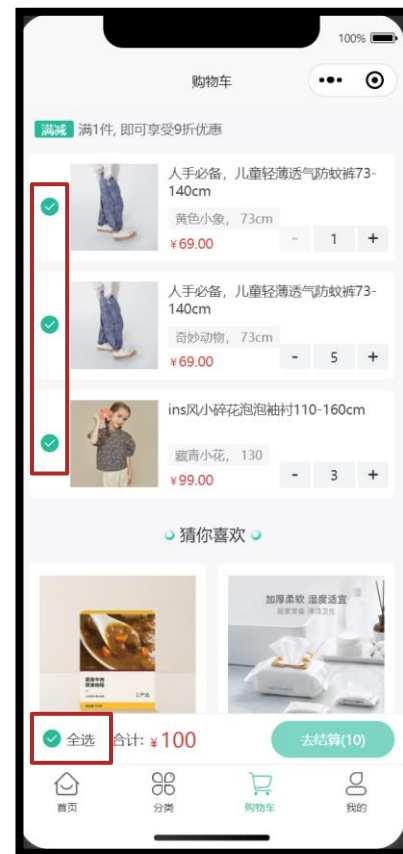 100%
购物车
满减 满1件, 即可享受9折优惠
人手必备，儿童轻薄透气防蚊裤73-
140cm
黄色小象， 73cm
¥69.00 - 1 +
人手必备，儿童轻薄透气防蚊裤73-
140cm
奇妙动物， 73cm
¥69.00 - 5 +
ins风小碎花泡泡袖衬110-160cm
藏青小花， 130
¥99.00 - 3 +
猜你喜欢
加厚柔软 湿度适宜
全选 合计: ¥100 去结算(10)
首页 分类 购物车 我的